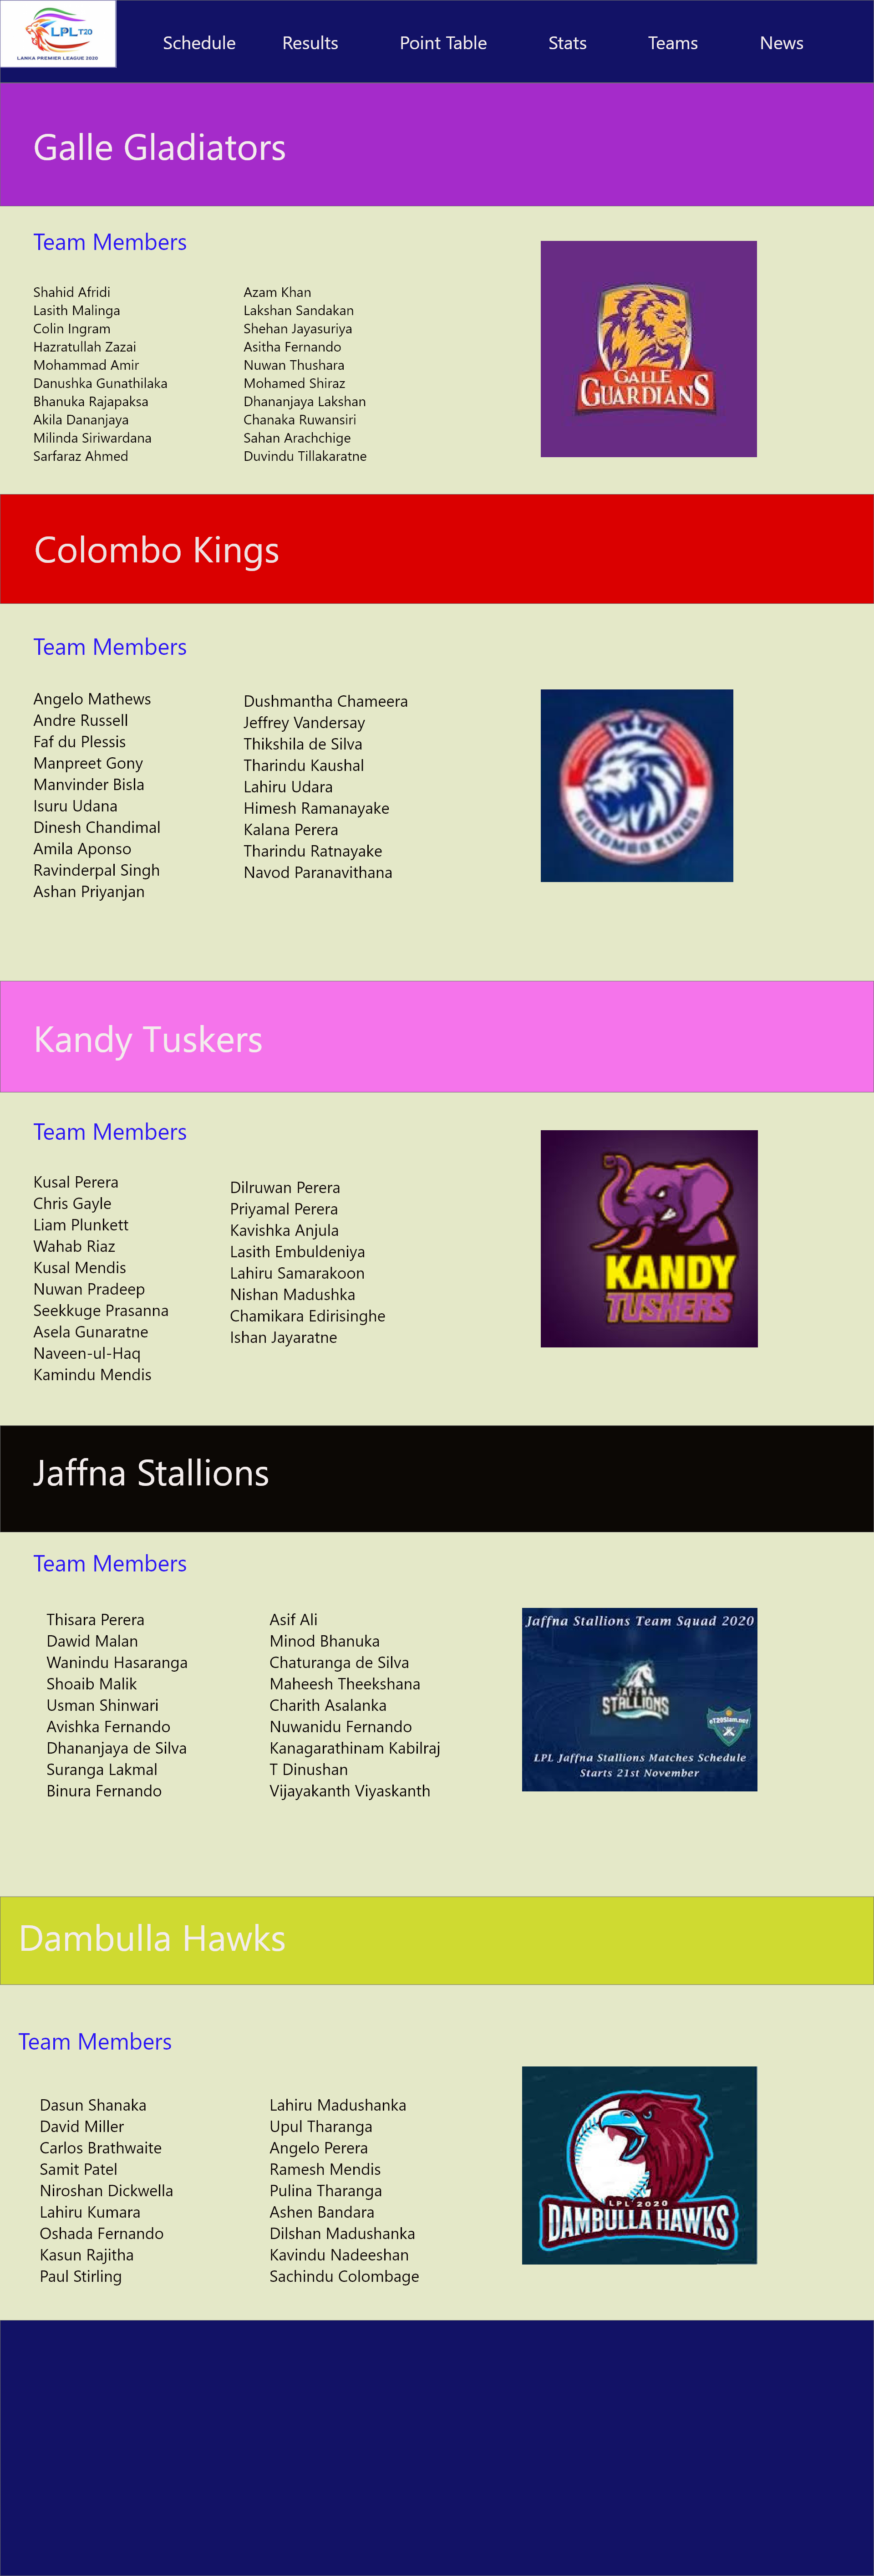 LPL T20
LANKA PREMIER LEAGUE 2020
Schedule Results Point Table Stats Teams News
Galle Gladiators
Team Members
Shahid Afridi
Lasith Malinga
Colin Ingram
Hazratullah Zazai
Mohammad Amir
Danushka Gunathilaka
Bhanuka Rajapaksa
Akila Dananjaya
Milinda Siriwardana
Sarfaraz Ahmed
Azam Khan
Lakshan Sandakan
Shehan Jayasuriya
Asitha Fernando
Nuwan Thushara
Mohamed Shiraz
Dhananjaya Lakshan
Chanaka Ruwansiri
Sahan Arachchige
Duvindu Tillakaratne
GALLE
GUARDIANS
Colombo Kings
Team Members
Angelo Mathews
Andre Russell
Faf du Plessis
Manpreet Gony
Manvinder Bisla
Isuru Udana
Dinesh Chandimal
Amila Aponso
Ravinderpal Singh
Ashan Priyanjan
Dushmantha Chameera
Jeffrey Vandersay
Thikshila de Silva
Tharindu Kaushal
Lahiru Udara
Himesh Ramanayake
Kalana Perera
Tharindu Ratnayake
Navod Paranavithana
COLOMBO KINGS
Kandy Tuskers
Team Members
Kusal Perera
Chris Gayle
Liam Plunkett
Wahab Riaz
Kusal Mendis
Nuwan Pradeep
Seekkuge Prasanna
Asela Gunaratne
Naveen-ul-Haq
Kamindu Mendis
Dilruwan Perera
Priyamal Perera
Kavishka Anjula
Lasith Embuldeniya
Lahiru Samarakoon
Nishan Madushka
Chamikara Edirisinghe
Ishan Jayaratne
KANDY
TUSKERS
Jaffna Stallions
Team Members
Thisara Perera
Dawid Malan
Wanindu Hasaranga
Shoaib Malik
Usman Shinwari
Avishka Fernando
Dhananjaya de Silva
Suranga Lakmal
Binura Fernando
Asif Ali
Minod Bhanuka
Chaturanga de Silva
Maheesh Theekshana
Charith Asalanka
Nuwanidu Fernando
Kanagarathinam Kabilraj
T Dinushan
Vijayakanth Viyaskanth
Jaffna Stallions Team Squad 2020
JAFFNA
STALLIONS
eT20Slam.net
LPL Jaffna Stallions Matches Schedule
Starts 21st November
Dambulla Hawks
Team Members
Dasun Shanaka
David Miller
Carlos Brathwaite
Samit Patel
Niroshan Dickwella
Lahiru Kumara
Oshada Fernando
Kasun Rajitha
Paul Stirling
Lahiru Madushanka
Upul Tharanga
Angelo Perera
Ramesh Mendis
Pulina Tharanga
Ashen Bandara
Dilshan Madushanka
Kavindu Nadeeshan
Sachindu Colombage
LPL 2020
DAMBULLA HAWKS